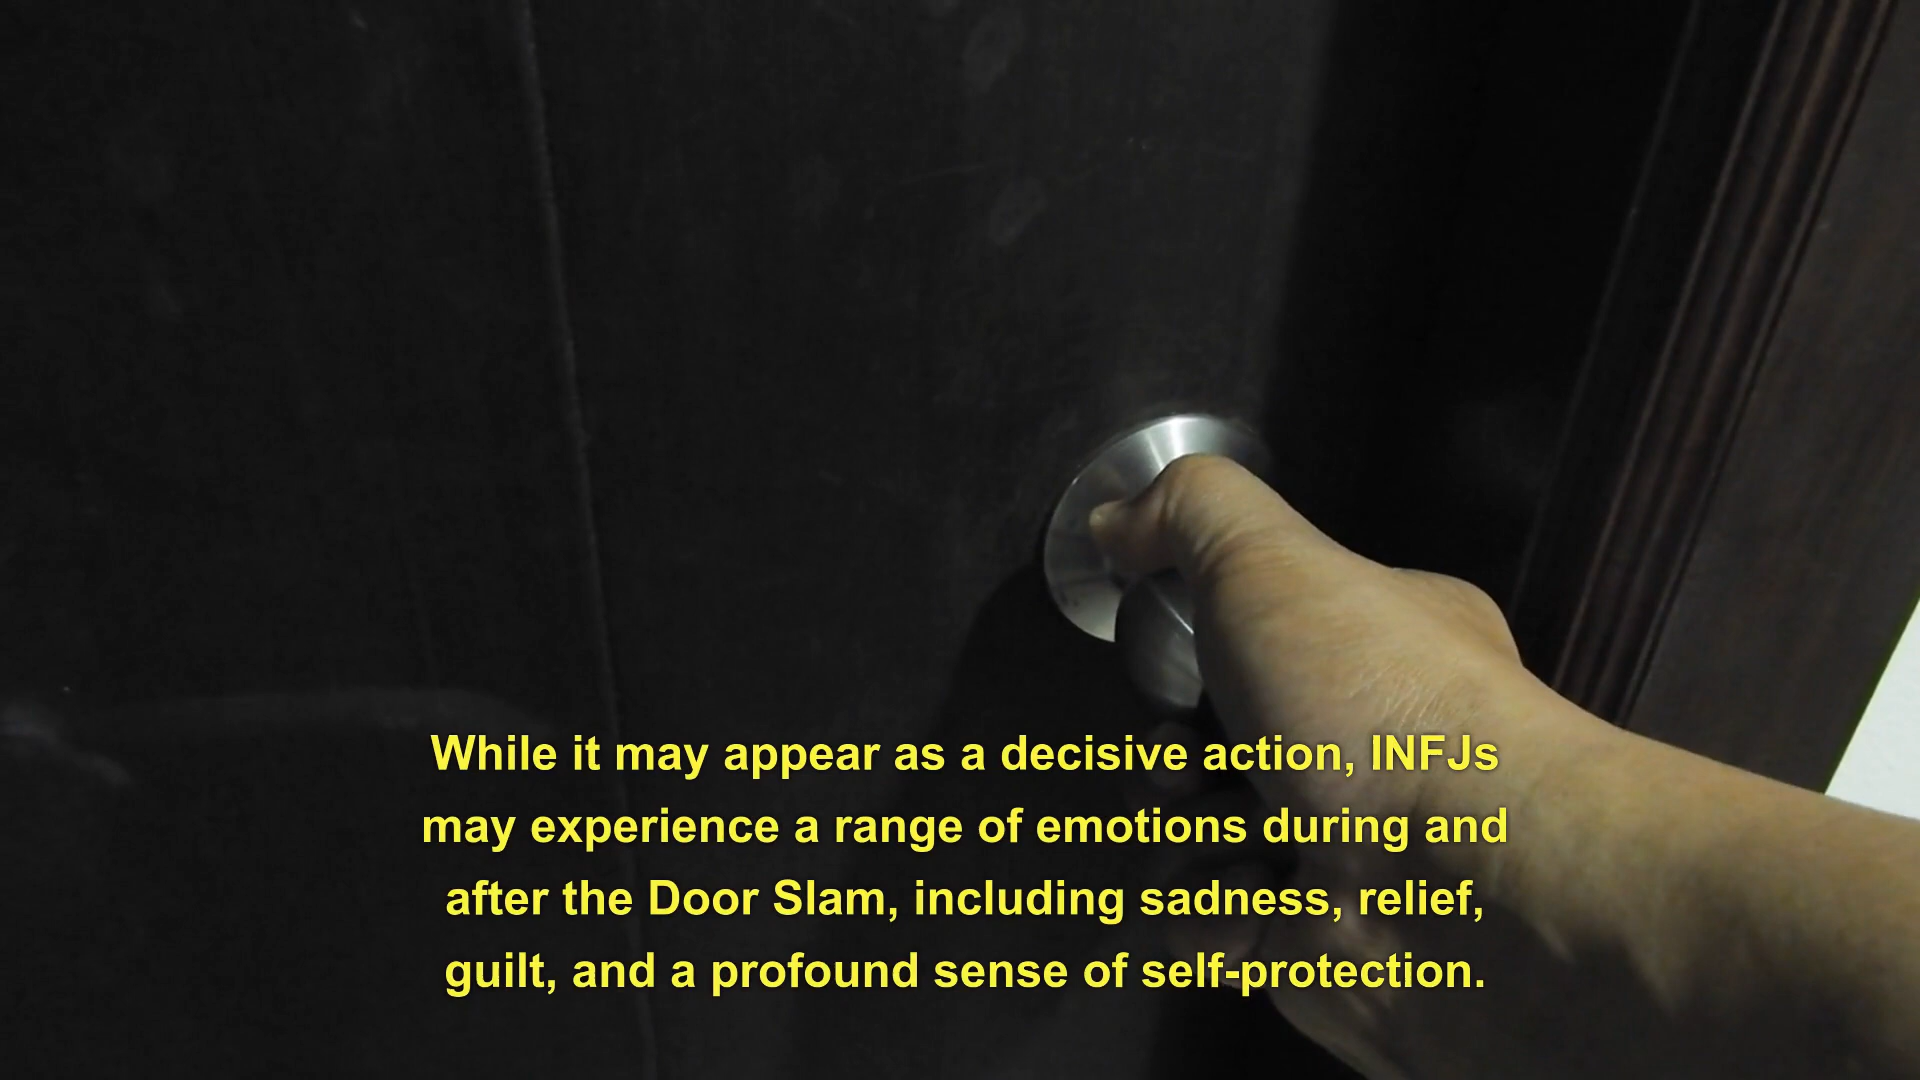 While it may appear as a decisive action, INFJs
may experience a range of emotions during and
after the Door Slam, including sadness, relief,
guilt, and a profound sense of self-protection.